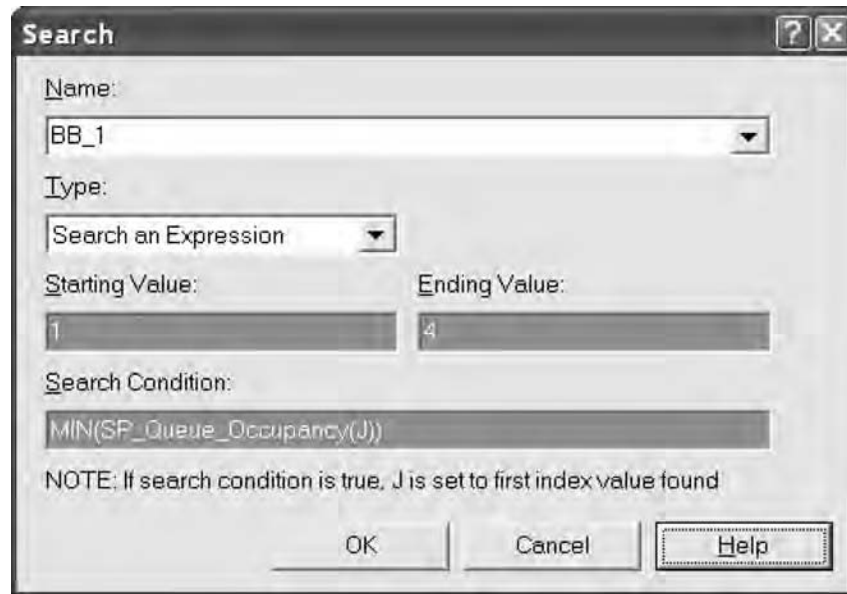 Search
Name:
BB_1
Type:
Search an Expression
Starting Value: Ending Value:
1 4
Search Condition:
MIN(SP_Queue_Occupancy(J))
NOTE: If search condition is true, J is set to first index value found
OK Cancel Help